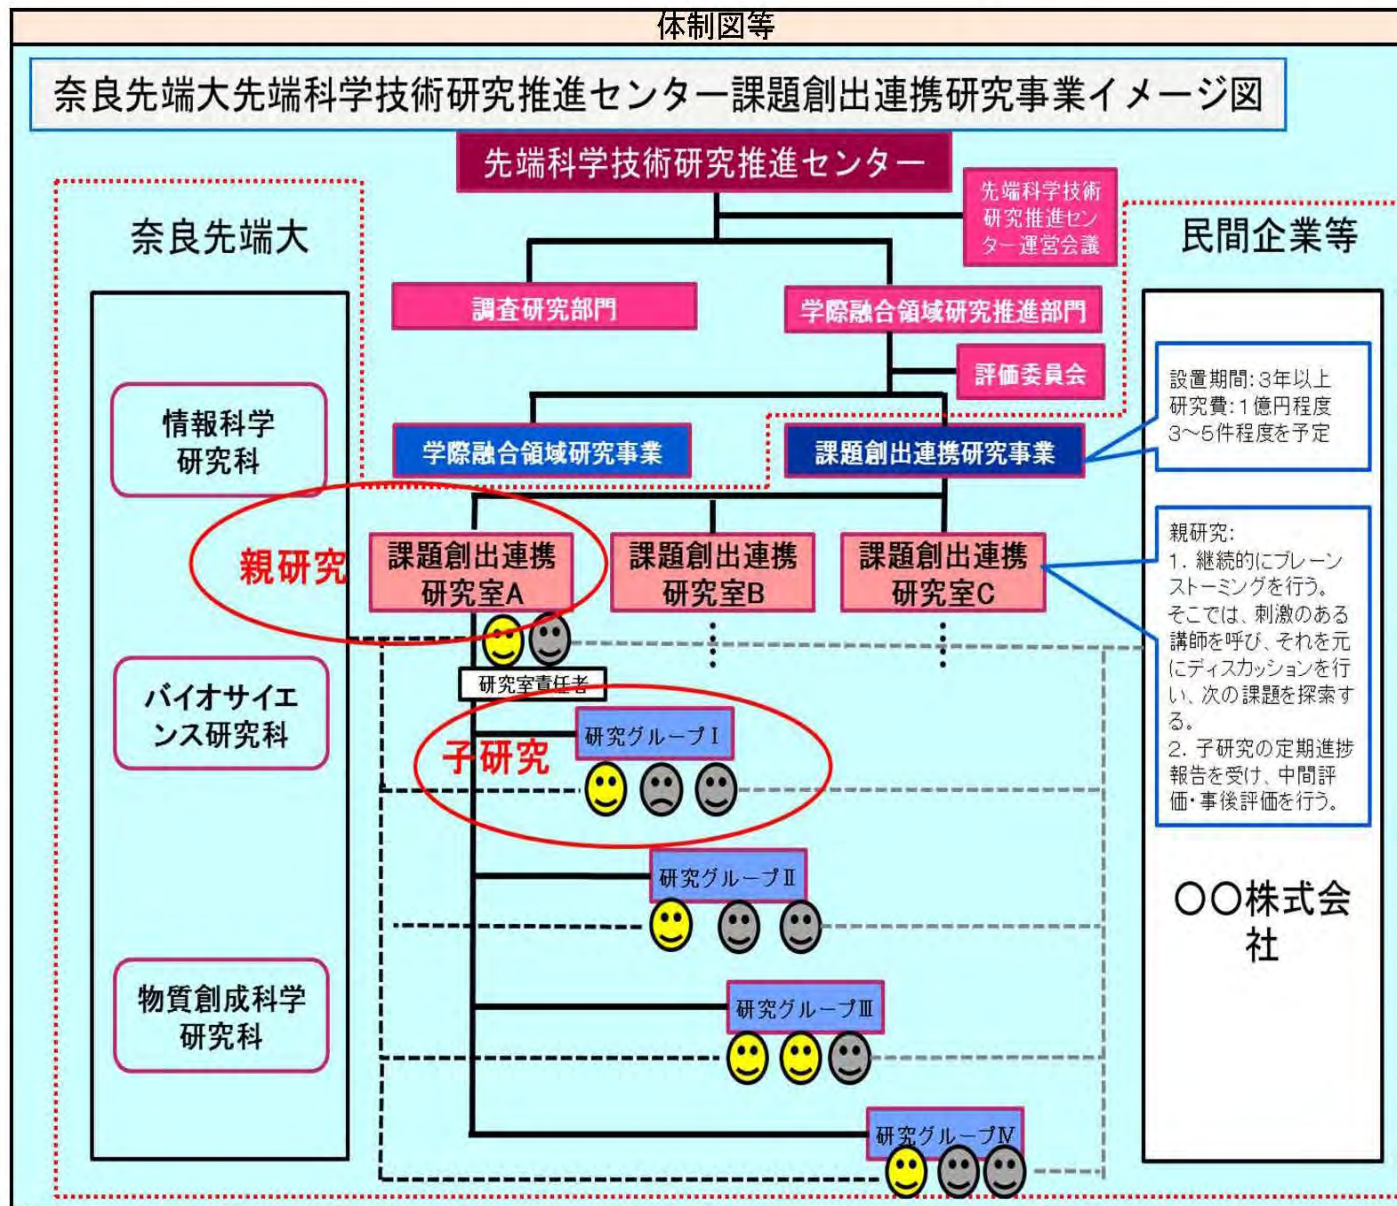 体制図等
奈良先端大先端科学技術研究推進センター課題創出連携研究事業イメージ図
先端科学技術研究推進センター
先端科学技術
研究推進セン
ター運営会議
奈良先端大
民間企業等
調査研究部門
学際融合領域研究推進部門
評価委員会
設置期間:3年以上
研究費:1億円程度
3～5件程度を予定
情報科学
研究科
学際融合領域研究事業
課題創出連携研究事業
親研究
課題創出連携
研究室A
課題創出連携
研究室B
課題創出連携
研究室C
親研究:
1. 継続的にブレーン
ストーミングを行う。
そこでは、刺激のある
講師を呼び、それを元
にディスカッションを行
い、次の課題を探索す
る。
2. 子研究の定期進捗
報告を受け、中間評
価・事後評価を行う。
研究室責任者
バイオサイエ
ンス研究科
研究グループⅠ
子研究
研究グループⅡ
〇〇株式会
社
物質創成科学
研究科
研究グループⅢ
研究グループⅣ